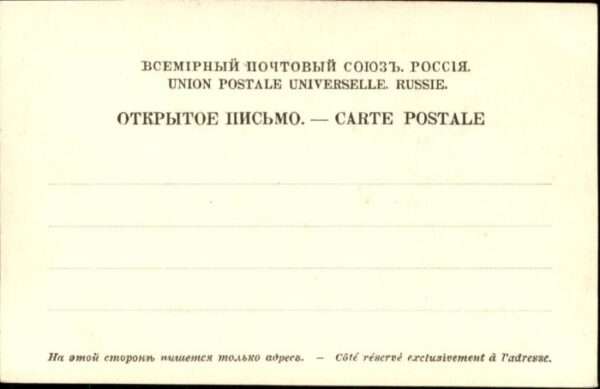 ВСЕМІРНЫЙ ПОЧТОВЫЙ СОЮЗЪ. РОССІЯ.
UNION POSTALE UNIVERSELLE. RUSSIE.
ОТКРЫТОЕ ПИСЬМО. — CARTE POSTALE
На этой сторонѣ пишется только адресъ. — Côté réservé exclusivement à l'adresse.